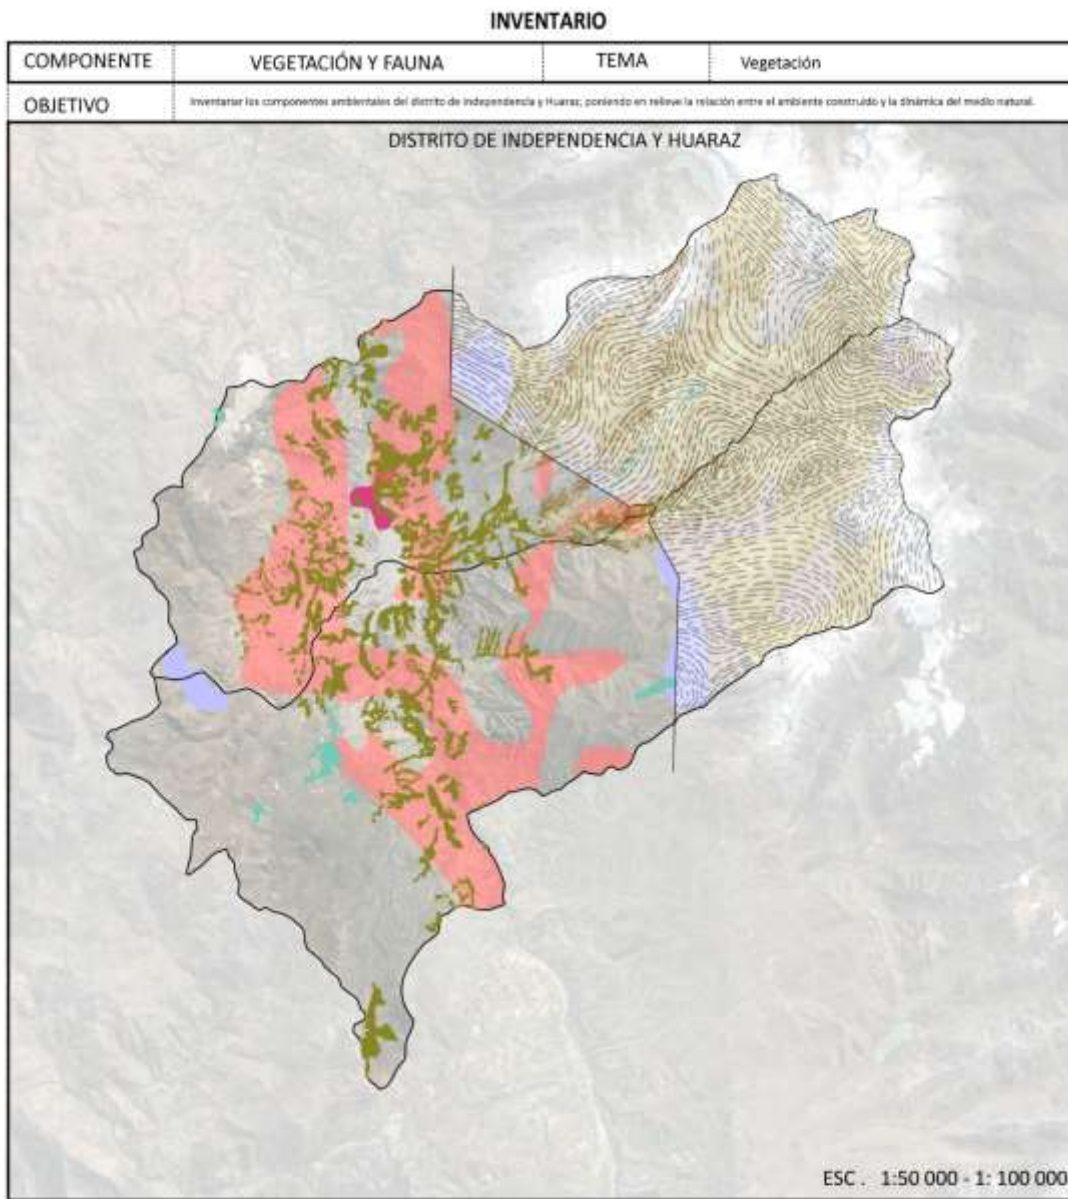 INVENTARIO
COMPONENTE VEGETACIÓN Y FAUNA TEMA Vegetación
OBJETIVO Inventariar los componentes ambientales del distrito de Independencia y Huaraz, poniendo en relieve la relación entre el ambiente construido y la dinámica del medio natural.
DISTRITO DE INDEPENDENCIA Y HUARAZ
ESC. 1:50 000 - 1: 100 000